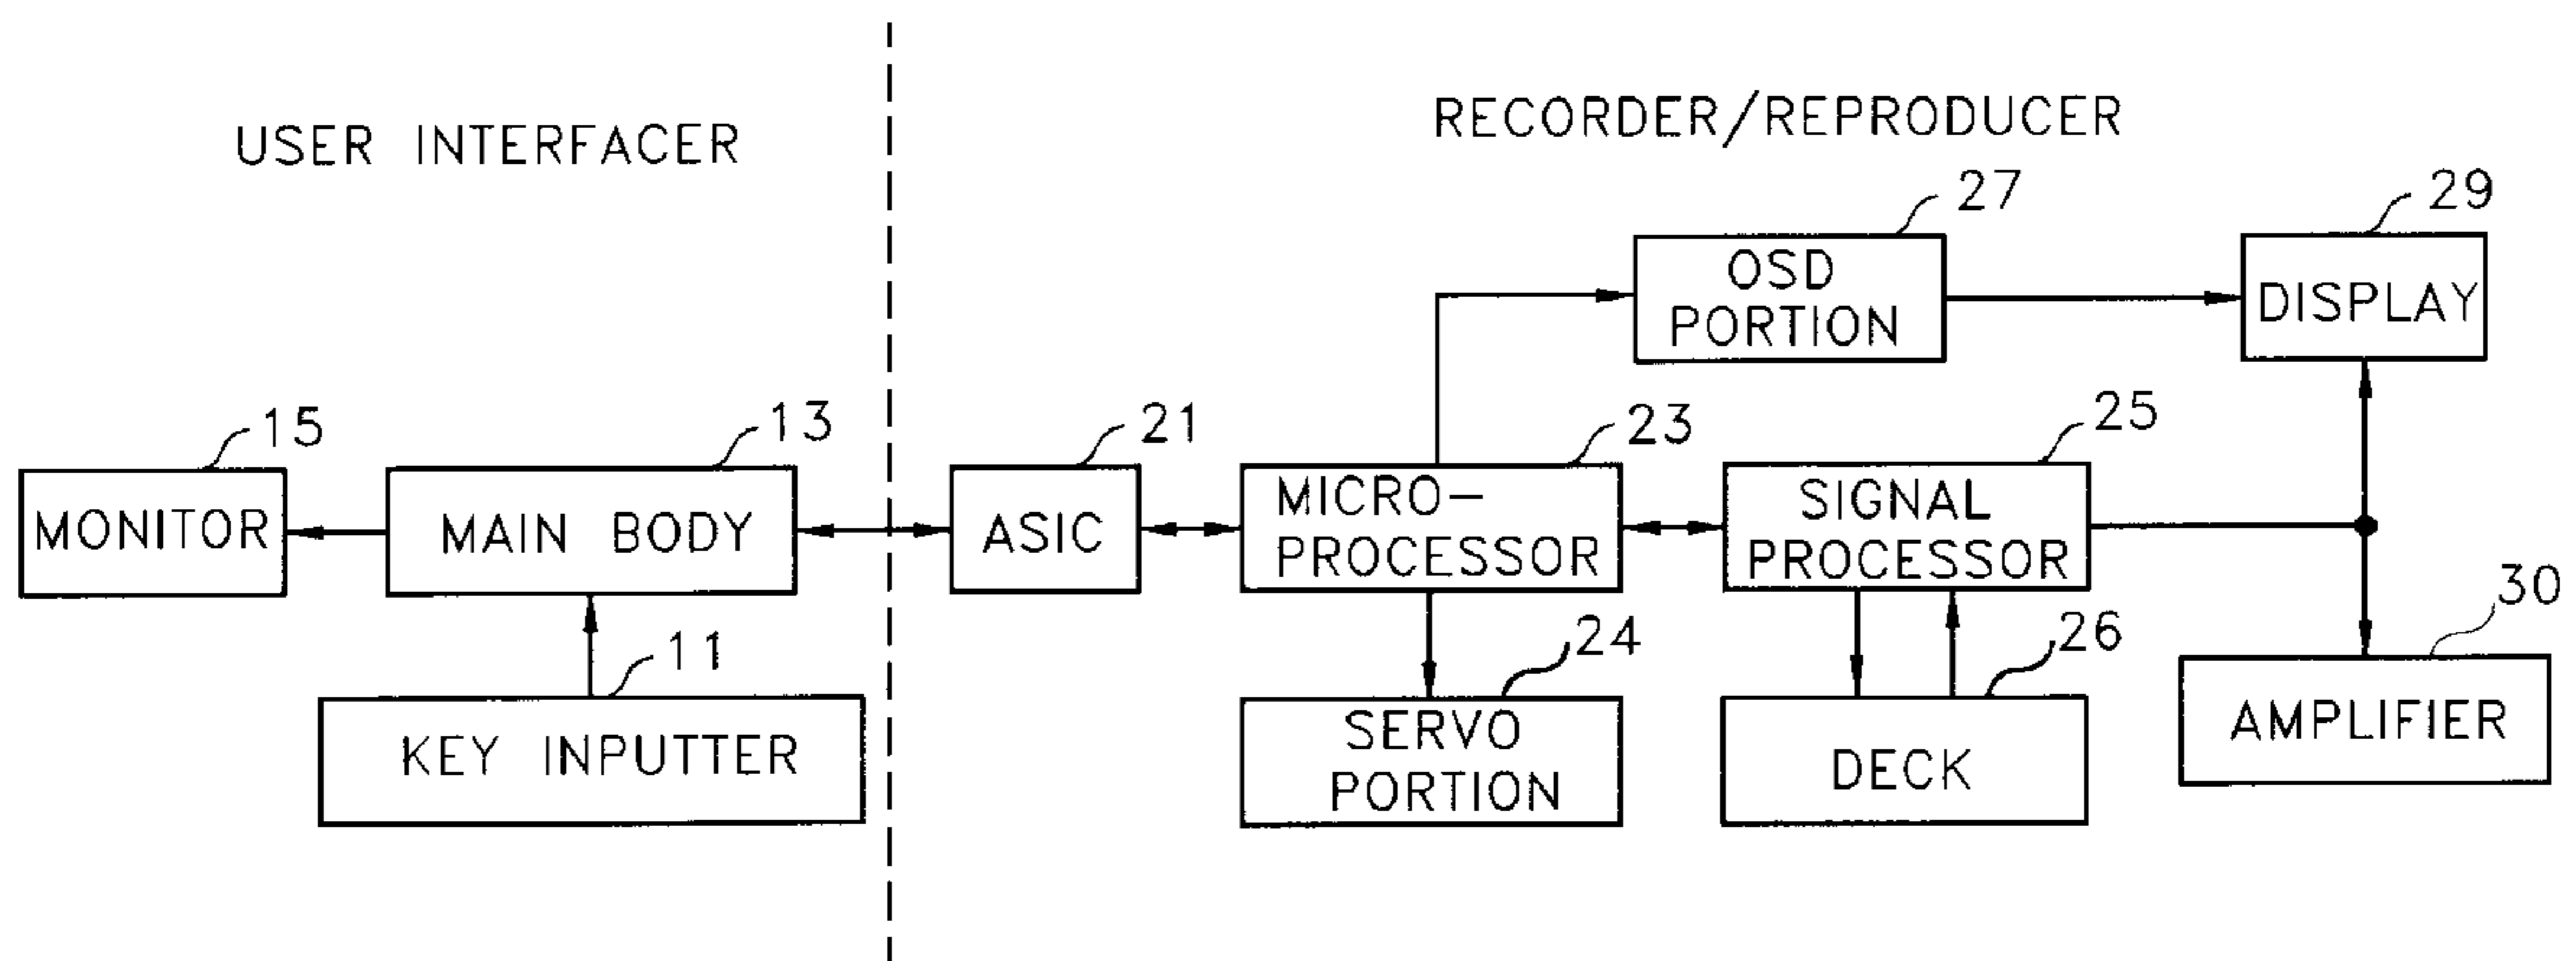 USER INTERFACER
RECORDER/REPRODUCER
27
OSD
PORTION
29
DISPLAY
15
MONITOR
13
MAIN BODY
21
ASIC
23
MICRO-
PROCESSOR
25
SIGNAL
PROCESSOR
11
KEY INPUTTER
24
SERVO
PORTION
26
DECK
30
AMPLIFIER